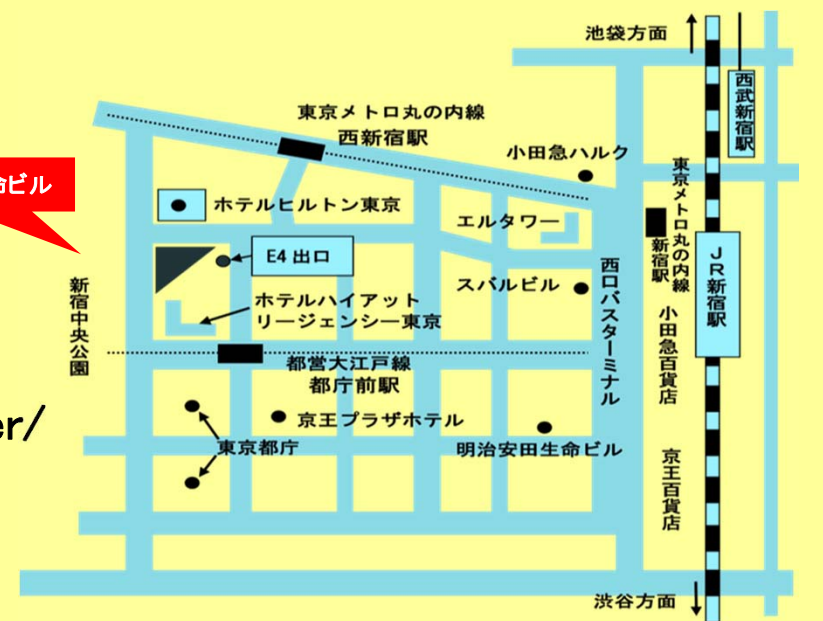 池袋方面
西武新宿駅
東京メトロ丸の内線
西新宿駅
小田急ハルク
命ビル
ホテルヒルトン東京
エルタワー
東京メトロ丸の内線
新宿駅
JR新宿駅
E4 出口
スバルビル
西口バスターミナル
新宿中央公園
ホテルハイアット
リージェンシー東京
小田急百貨店
都営大江戸線
都庁前駅
er/
京王プラザホテル
東京都庁
明治安田生命ビル
京王百貨店
渋谷方面